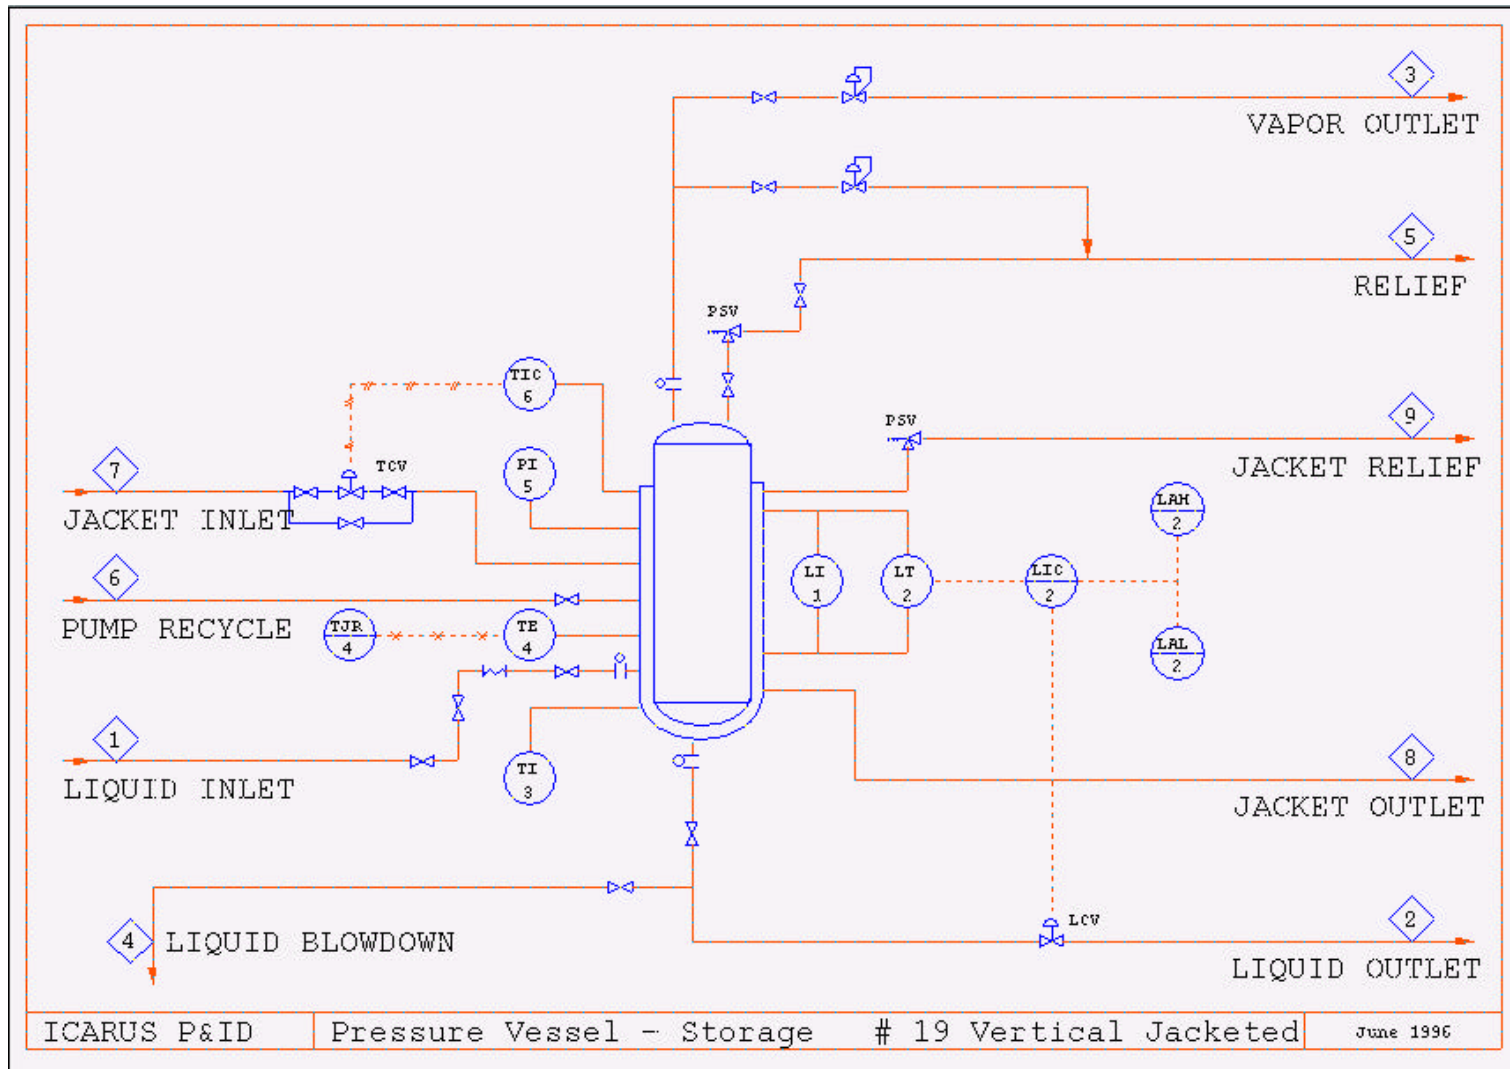 3
VAPOR OUTLET
5
RELIEF
PSV
TIC
6
PSV
9
JACKET RELIEF
7
TCV
PI
5
JACKET INLET
LAH
2
6
PUMP RECYCLE
LI
1
LT
2
LIC
2
TJR
4
TE
4
LAL
2
1
LIQUID INLET
TI
3
8
JACKET OUTLET
4
LIQUID BLOWDOWN
LCV
2
LIQUID OUTLET
ICARUS P&ID
Pressure Vessel - Storage # 19 Vertical Jacketed
June 1996